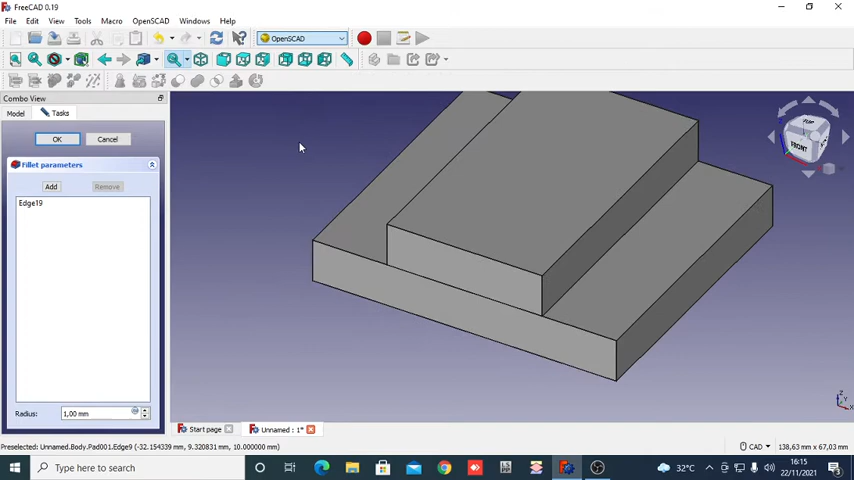 FreeCAD 0.19
File Edit View Tools Macro OpenSCAD Windows Help
OpenSCAD
Combo View
Model Tasks
OK Cancel
Fillet parameters
Add Remove
Edge19
Radius: 1,00 mm
TOP
FRONT
Z
Y
X
Start page Unnamed : 1*
Preselected: Unnamed.Body.Pad001.Edge9 (-32.154339 mm, 9.320831 mm, 10.000000 mm) CAD 138,63 mm x 67,03 mm
Type here to search 32°C 16:15
22/11/2021